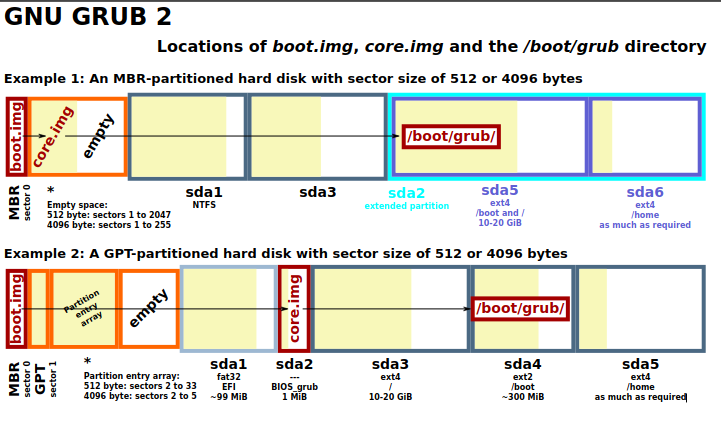 GNU GRUB 2
Locations of boot.img, core.img and the /boot/grub directory
Example 1: An MBR-partitioned hard disk with sector size of 512 or 4096 bytes
boot.img
core.img
empty
/boot/grub/
MBR
sector 0
*
Empty space:
512 byte: sectors 1 to 2047
4096 byte: sectors 1 to 255
sda1
NTFS
sda3
sda2
extended partition
sda5
ext4
/boot and /
10-20 GiB
sda6
ext4
/home
as much as required
Example 2: A GPT-partitioned hard disk with sector size of 512 or 4096 bytes
boot.img
Partition
entry
array
empty
core.img
/boot/grub/
MBR
sector 0
GPT
sector 1
*
Partition entry array:
512 byte: sectors 2 to 33
4096 byte: sectors 2 to 5
sda1
fat32
EFI
~99 MiB
sda2
---
BIOS_grub
1 MiB
sda3
ext4
/
10-20 GiB
sda4
ext2
/boot
~300 MiB
sda5
ext4
/home
as much as required